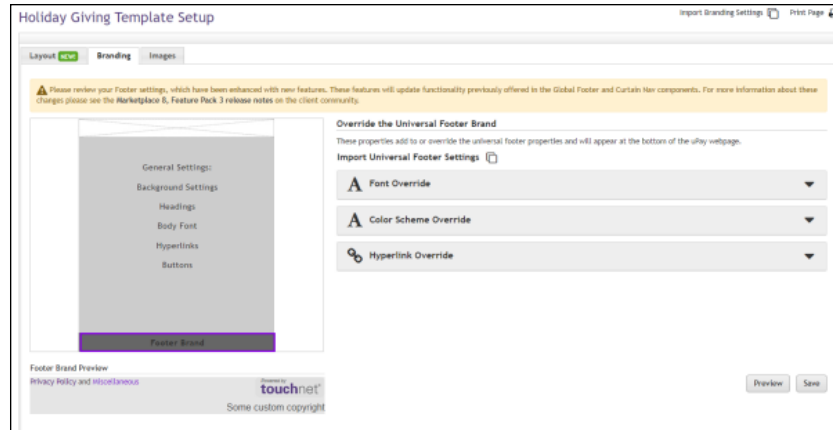 Holiday Giving Template Setup
Import Branding Settings
Print Page
Layout NEW!
Branding
Images
Please review your Footer settings, which have been enhanced with new features. These features will update functionality previously offered in the Global Footer and Curtain Nav components. For more information about these
changes please see the Marketplace 8, Feature Pack 3 release notes on the client community.
General Settings:
Background Settings
Headings
Body Font
Hyperlinks
Buttons
Footer Brand
Override the Universal Footer Brand
These properties add to or override the universal footer properties and will appear at the bottom of the uPay webpage.
Import Universal Footer Settings
Font Override
Color Scheme Override
Hyperlink Override
Footer Brand Preview
Privacy Policy and Miscellaneous
Powered by
touchnet
Some custom copyright
Preview
Save